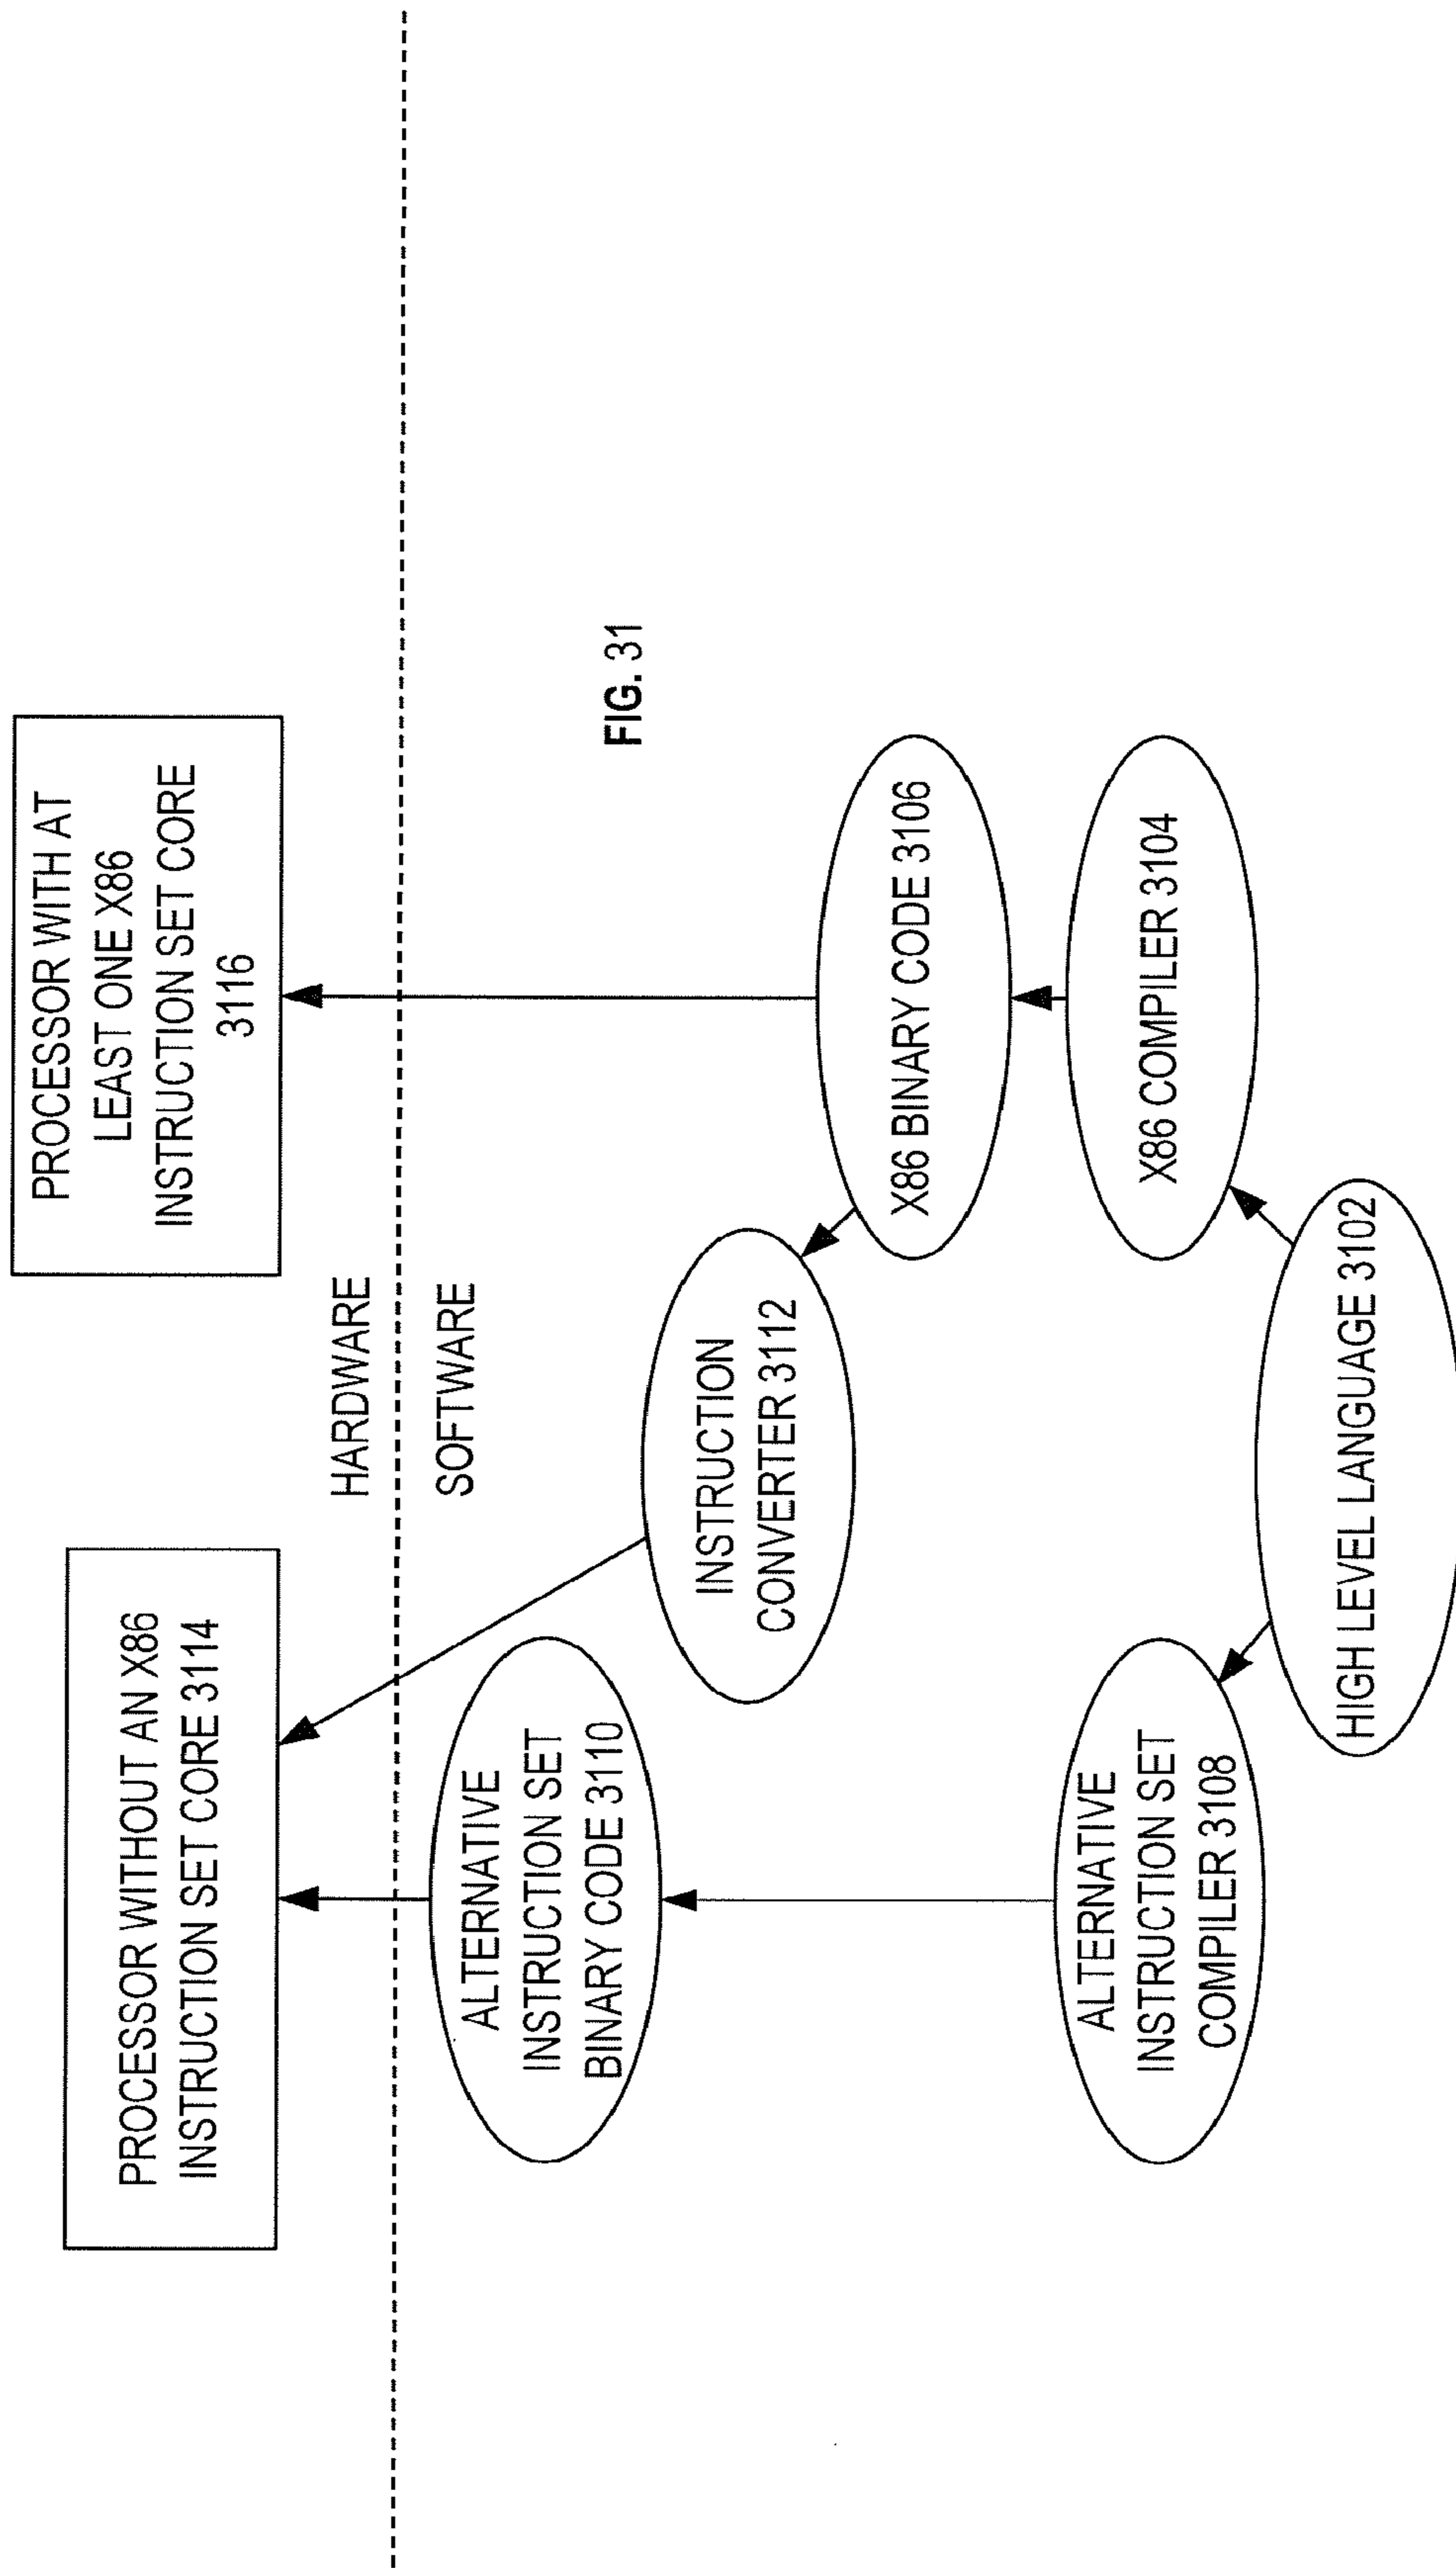 PROCESSOR WITHOUT AN X86
INSTRUCTION SET CORE 3114
PROCESSOR WITH AT
LEAST ONE X86
INSTRUCTION SET CORE
3116
HARDWARE
SOFTWARE
ALTERNATIVE
INSTRUCTION SET
BINARY CODE 3110
FIG. 31
INSTRUCTION
CONVERTER 3112
X86 BINARY CODE 3106
ALTERNATIVE
INSTRUCTION SET
COMPILER 3108
X86 COMPILER 3104
HIGH LEVEL LANGUAGE 3102